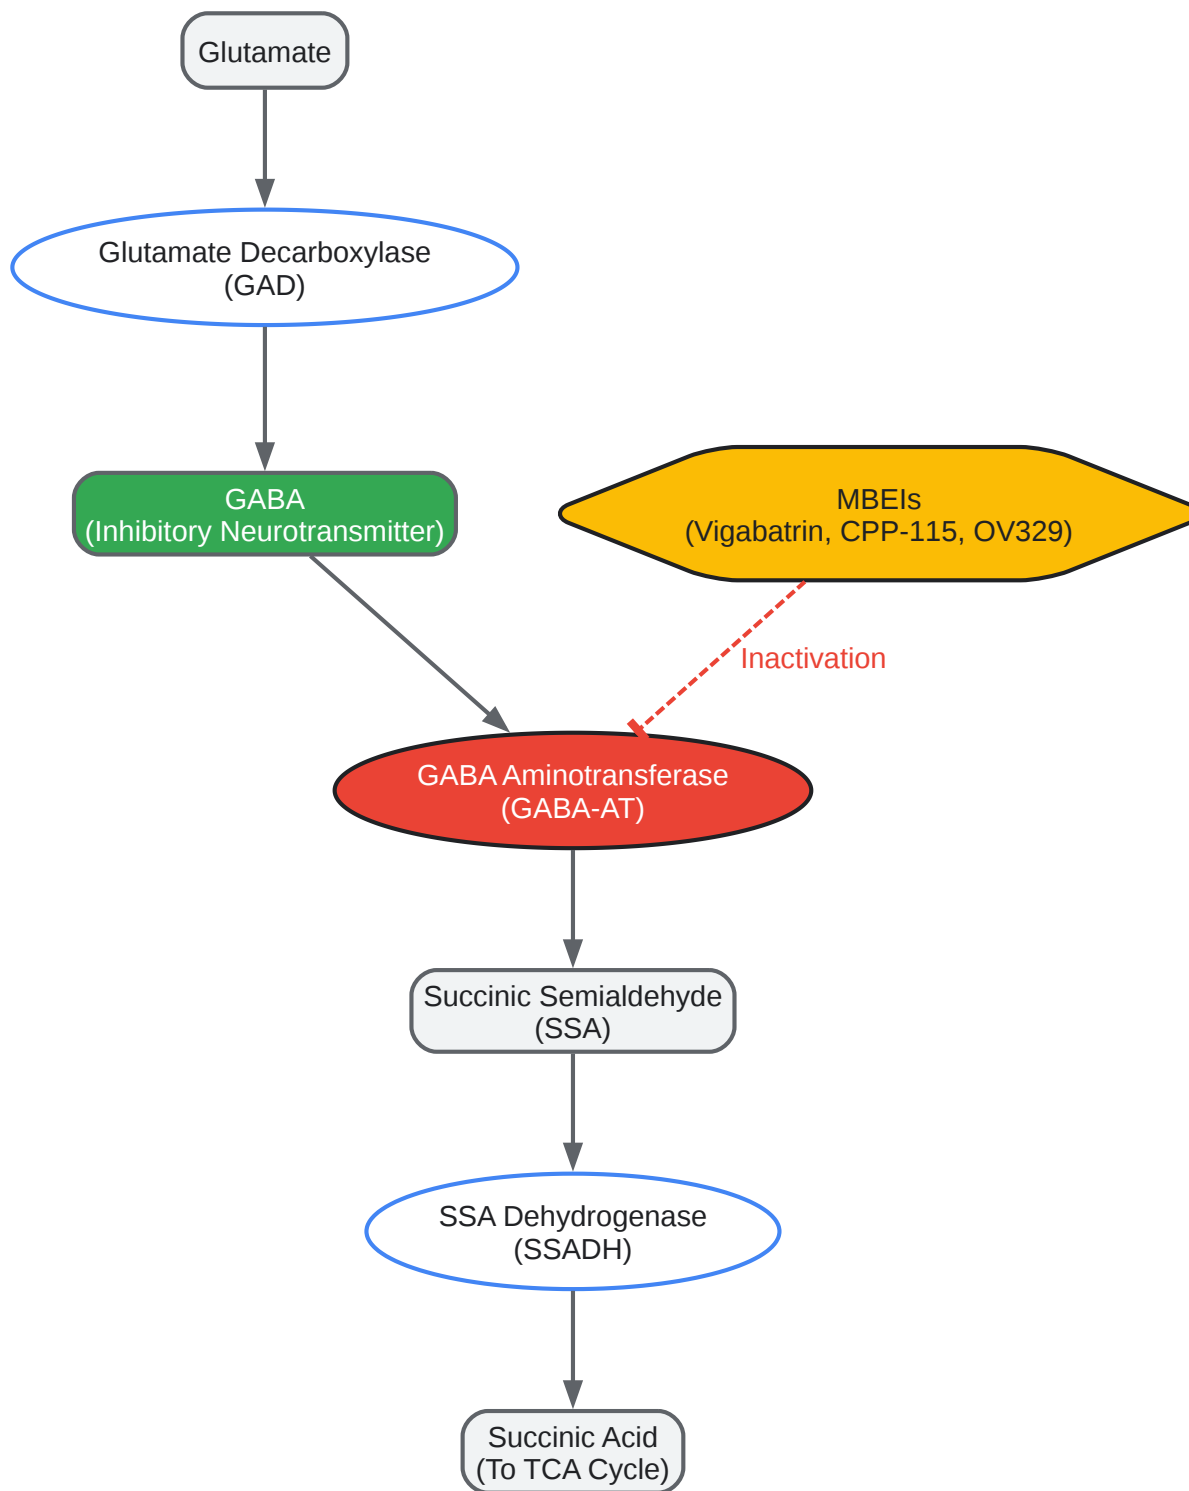 Glutamate
Glutamate Decarboxylase
(GAD)
GABA
(Inhibitory Neurotransmitter)
MBEIs
(Vigabatrin, CPP-115, OV329)
Inactivation
GABA Aminotransferase
(GABA-AT)
Succinic Semialdehyde
(SSA)
SSA Dehydrogenase
(SSADH)
Succinic Acid
(To TCA Cycle)